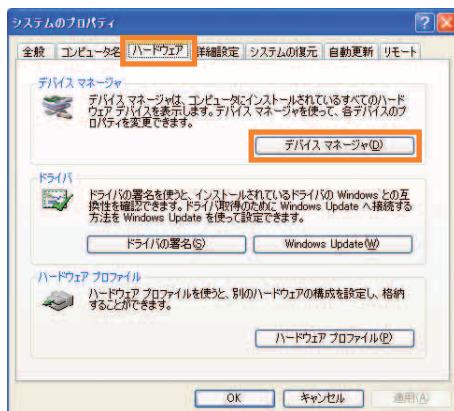 システムのプロパティ
全般 コンピュータ名 ハードウェア 詳細設定 システムの復元 自動更新 リモート
デバイス マネージャ
デバイス マネージャは、コンピュータにインストールされているすべてのハード
ウェア デバイスを表示します。デバイス マネージャを使って、各デバイスのプ
ロパティを変更できます。
デバイス マネージャ(D)
ドライバ
ドライバの署名を使うと、インストールされているドライバの Windows との互
換性を確認できます。ドライバ取得のために Windows Update へ接続する
方法を Windows Update を使って設定できます。
ドライバの署名(S) Windows Update(W)
ハードウェア プロファイル
ハードウェア プロファイルを使うと、別のハードウェアの構成を設定し、格納
することができます。
ハードウェア プロファイル(P)
OK キャンセル 適用(A)